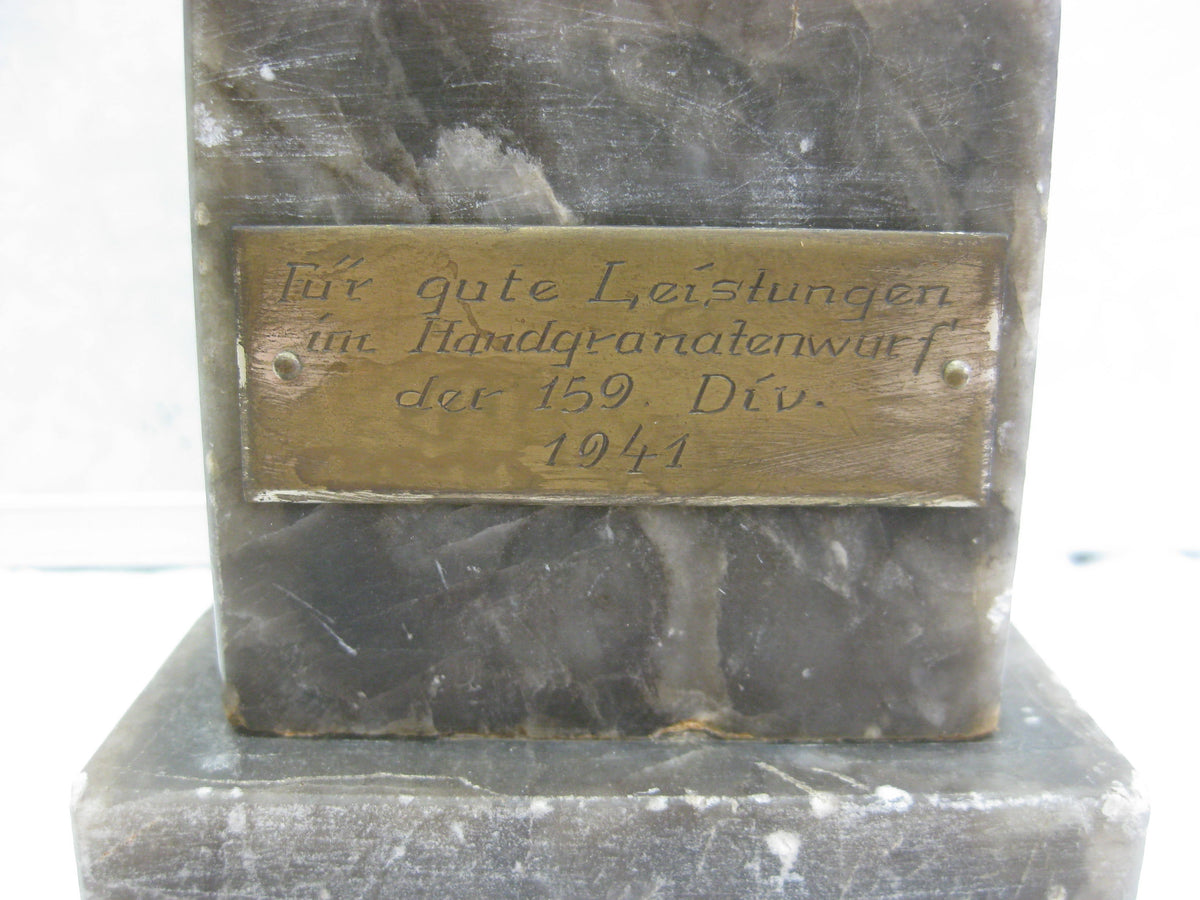 Für gute Leistungen
im Handgranatenwurf
der 159. Div.
1941